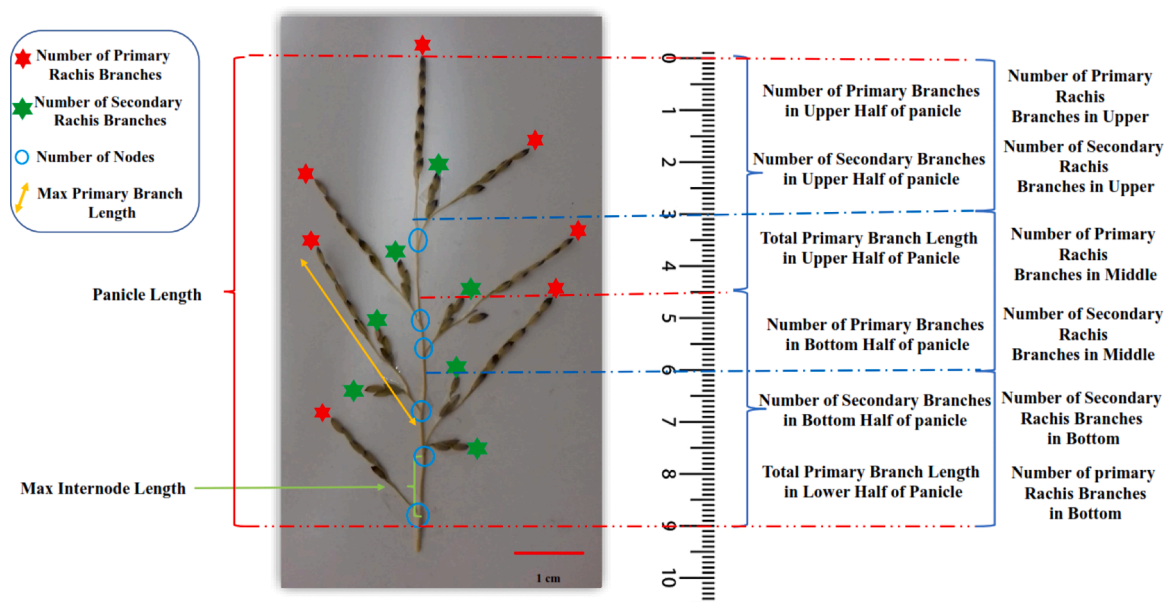 Number of Primary
Rachis Branches
Number of Secondary
Rachis Branches
Number of Nodes
Max Primary Branch
Length
Panicle Length
Max Internode Length
1 cm
0
1
2
3
4
5
6
7
8
9
10
Number of Primary Branches
in Upper Half of panicle
Number of Secondary Branches
in Upper Half of panicle
Total Primary Branch Length
in Upper Half of Panicle
Number of Primary Branches
in Bottom Half of panicle
Number of Secondary Branches
in Bottom Half of panicle
Total Primary Branch Length
in Lower Half of Panicle
Number of Primary
Rachis
Branches in Upper
Number of Secondary
Rachis
Branches in Upper
Number of Primary
Rachis
Branches in Middle
Number of Secondary
Rachis
Branches in Middle
Number of Secondary
Rachis Branches
in Bottom
Number of primary
Rachis Branches
in Bottom